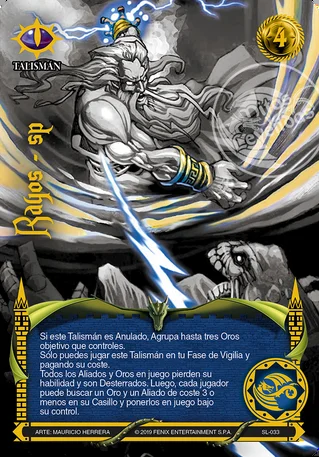 4
TALISMÁN
Rayos - sp
Si este Talismán es Anulado, Agrupa hasta tres Oros
objetivo que controles.
Sólo puedes jugar este Talismán en tu Fase de Vigilia y
pagando su coste.
Todos los Aliados y Oros en juego pierden su
habilidad y son Desterrados. Luego, cada jugador
puede buscar un Oro y un Aliado de coste 3 o
menos en su Castillo y ponerlos en juego bajo
su control.
ARTE: MAURICIO HERRERA © 2019 FENIX ENTERTAINMENT S.P.A. SL-033